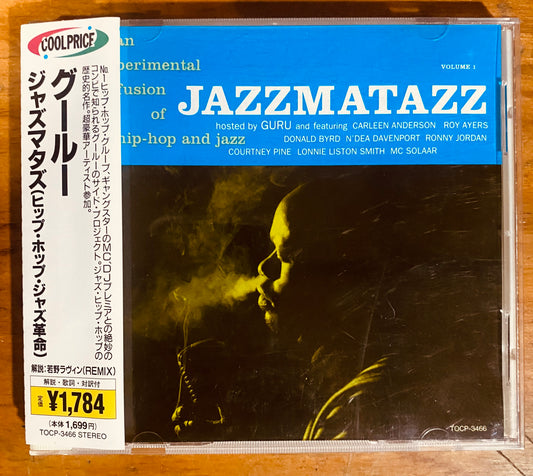 COOLPRICE
No.1ヒップ・ホップ・グループ、ギャングスターのMC、DJプレミアとの絶妙の
コンビで知られるグールーのサイド・プロジェクト。ジャズ・ヒップ・ホップの
歴史的名作。超豪華アーティスト参加。
グールー
ジャズマタズ(ヒップ・ホップ・ジャズ革命)
解説:若野ラヴィン(REMIX)
解説・歌詞・対訳付
定価 ¥1,784
(本体 1,699円)
TOCP-3466 STEREO
an
perimental
fusion
of
hip-hop and jazz
VOLUME 1
JAZZMATAZZ
hosted by GURU and featuring CARLEEN ANDERSON ROY AYERS
DONALD BYRD N'DEA DAVENPORT RONNY JORDAN
COURTNEY PINE LONNIE LISTON SMITH MC SOLAAR
TOCP-3466